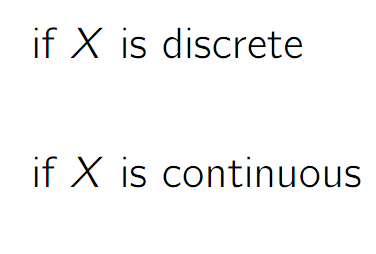 if X is discrete
if X is continuous